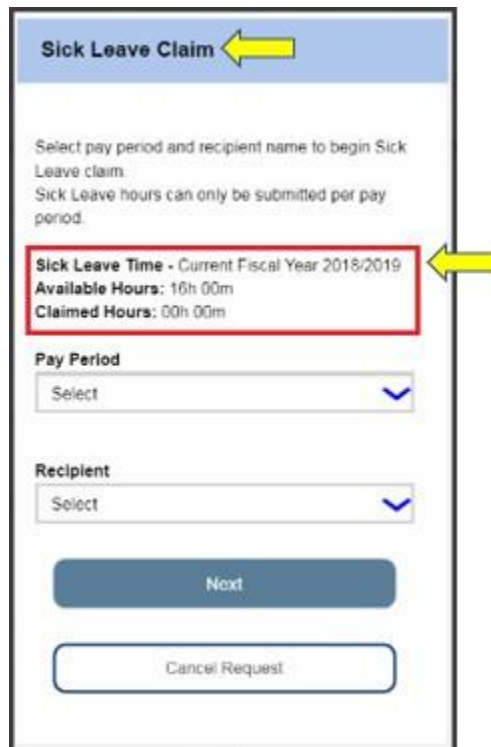 Sick Leave Claim
Select pay period and recipient name to begin Sick
Leave claim.
Sick Leave hours can only be submitted per pay
period.
Sick Leave Time - Current Fiscal Year 2018/2019
Available Hours: 16h 00m
Claimed Hours: 00h 00m
Pay Period
Select
Recipient
Select
Next
Cancel Request